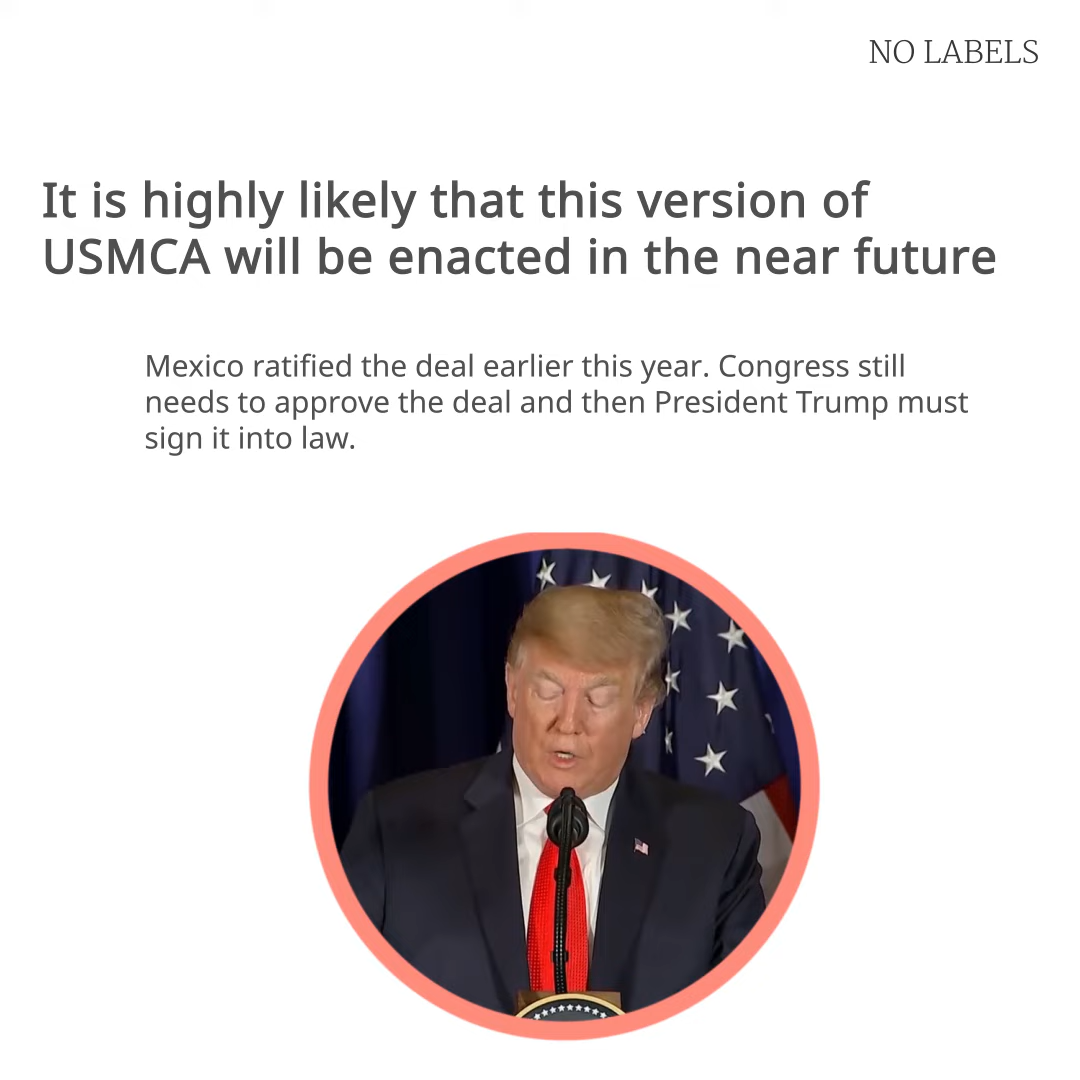 NO LABELS
It is highly likely that this version of
USMCA will be enacted in the near future
Mexico ratified the deal earlier this year. Congress still
needs to approve the deal and then President Trump must
sign it into law.